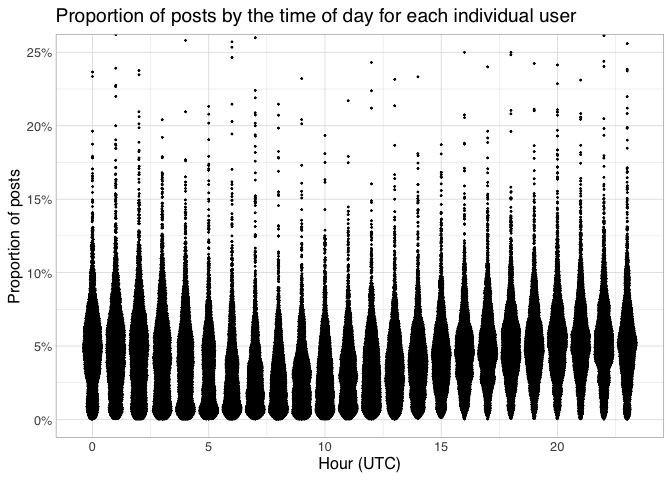 Proportion of posts by the time of day for each individual user
25%
20%
15%
10%
5%
0%
Proportion of posts
0 5 10 15 20
Hour (UTC)